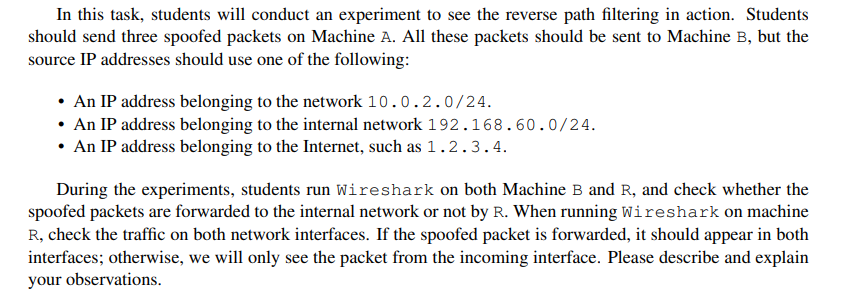 In this task, students will conduct an experiment to see the reverse path filtering in action. Students
should send three spoofed packets on Machine A. All these packets should be sent to Machine B, but the
source IP addresses should use one of the following:
• An IP address belonging to the network 10.0.2.0/24.
• An IP address belonging to the internal network 192.168.60.0/24.
• An IP address belonging to the Internet, such as 1.2.3.4.
During the experiments, students run Wireshark on both Machine B and R, and check whether the
spoofed packets are forwarded to the internal network or not by R. When running Wireshark on machine
R, check the traffic on both network interfaces. If the spoofed packet is forwarded, it should appear in both
interfaces; otherwise, we will only see the packet from the incoming interface. Please describe and explain
your observations.